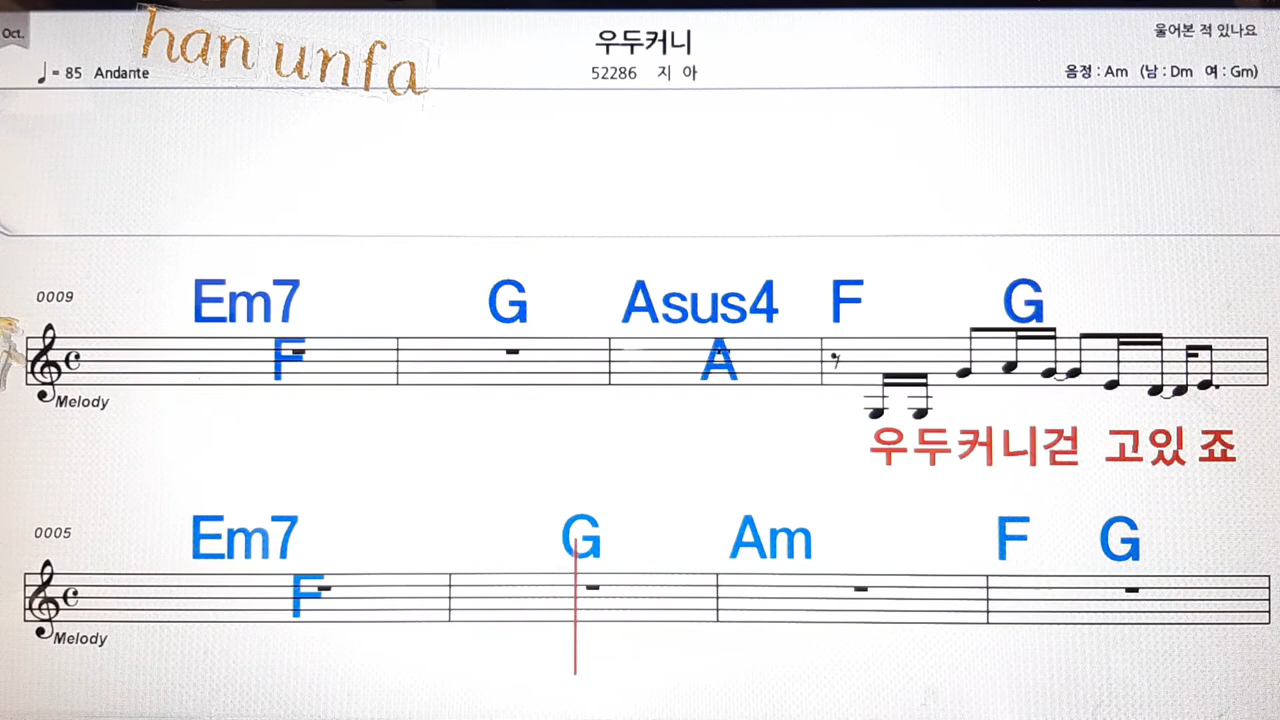 Oct.
han unfa
우두커니
울어본 적 있나요
♩= 85 Andante
52286 지 아
음정 : Am (남 : Dm 여 : Gm)
0009
Em7 G Asus4 F G
F A
Melody
우두커니걷 고있 죠
0005
Em7 G Am F G
F
Melody